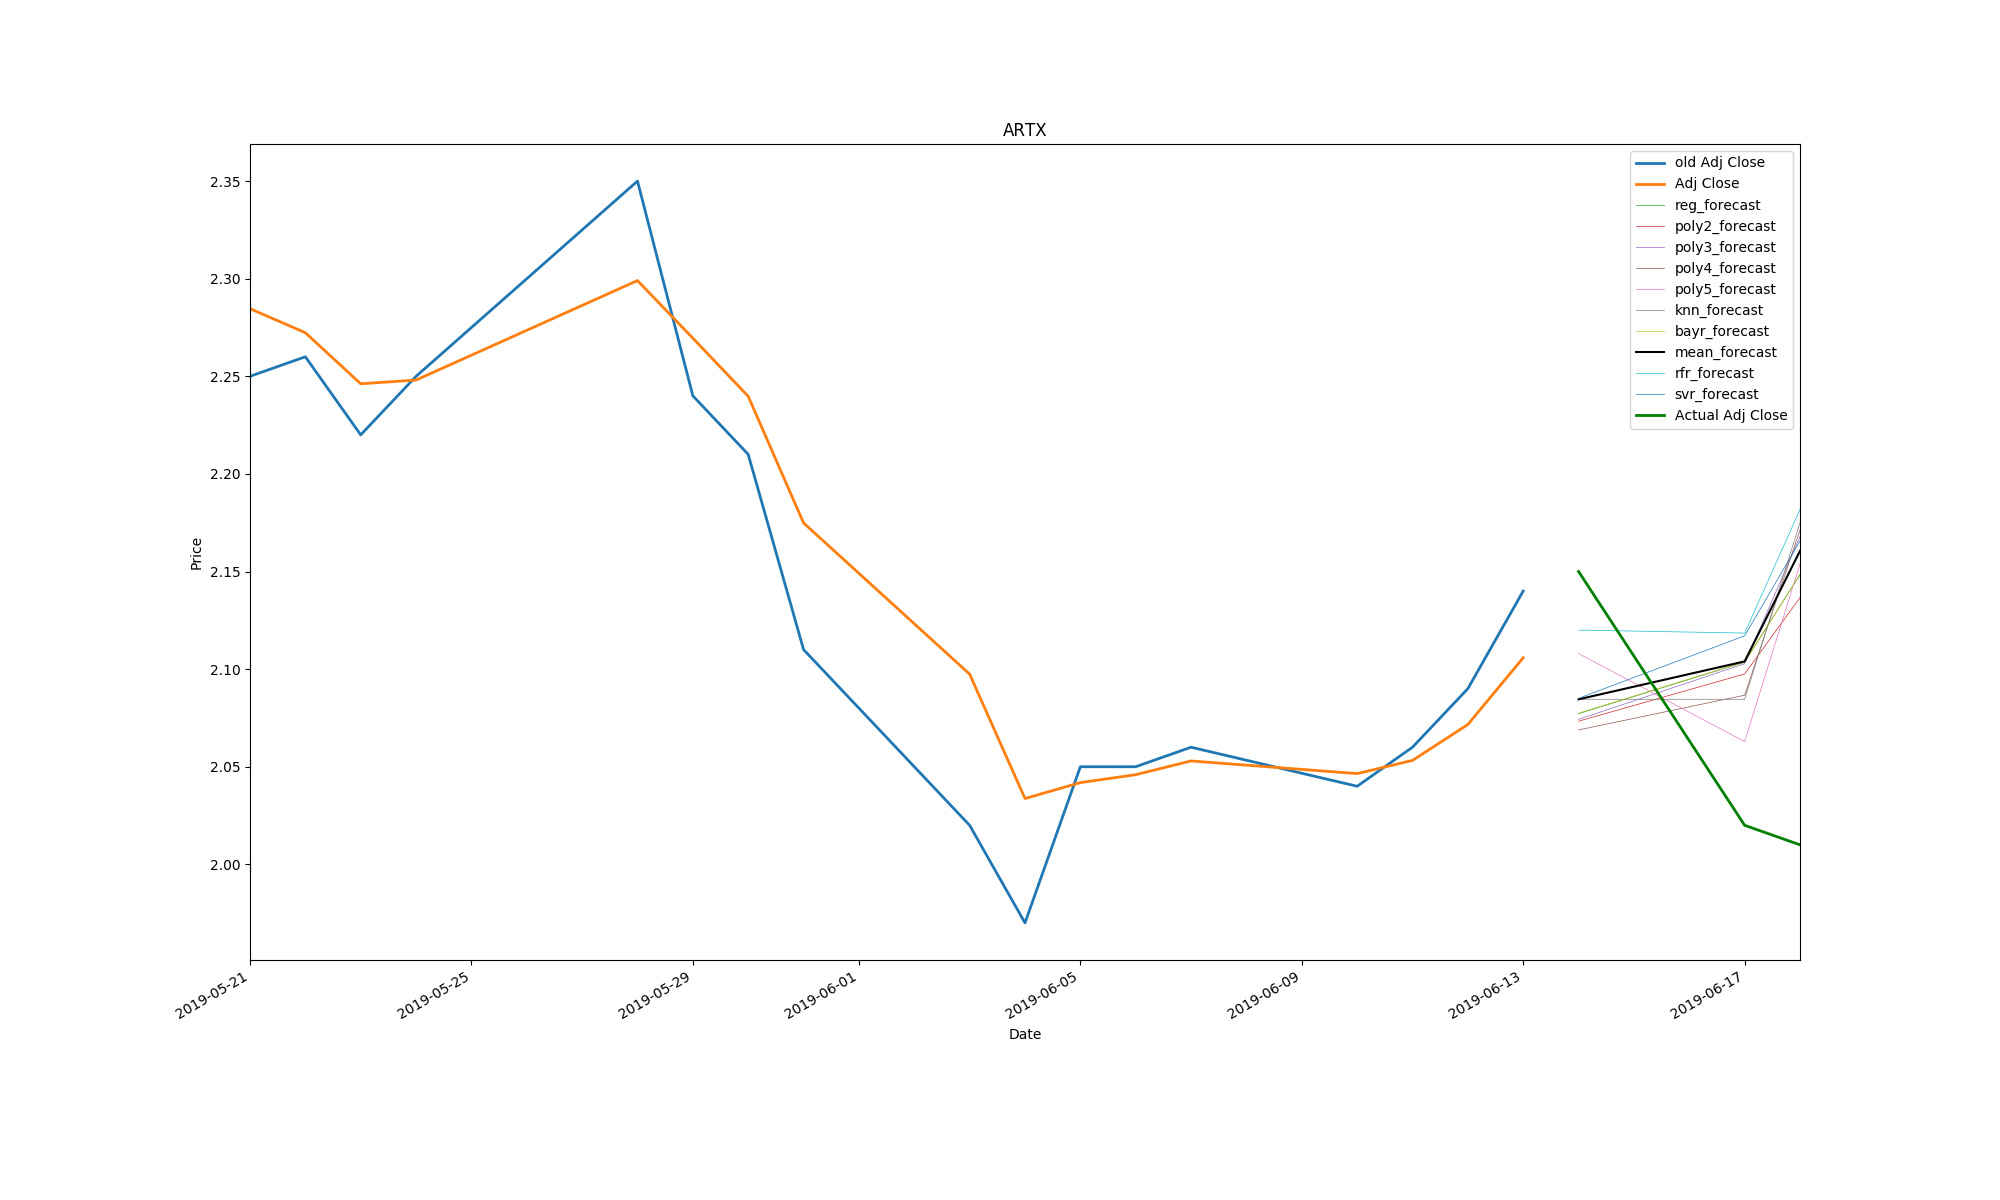 ARTX
2.35
2.30
2.25
2.20
2.15
2.10
2.05
2.00
Price
old Adj Close
Adj Close
reg_forecast
poly2_forecast
poly3_forecast
poly4_forecast
poly5_forecast
knn_forecast
bayr_forecast
mean_forecast
rfr_forecast
svr_forecast
Actual Adj Close
2019-05-21
2019-05-25
2019-05-29
2019-06-01
2019-06-05
2019-06-09
2019-06-13
2019-06-17
Date